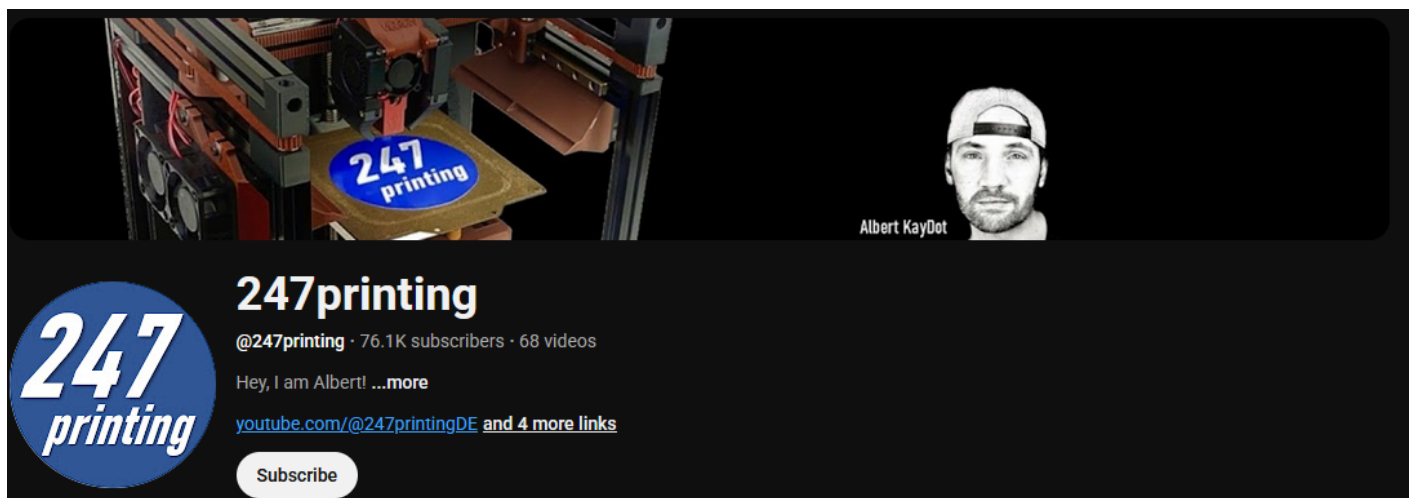 247
printing
Albert KayDot
247
printing
247printing
@247printing · 76.1K subscribers · 68 videos
Hey, I am Albert! ...more
youtube.com/@247printingDE and 4 more links
Subscribe